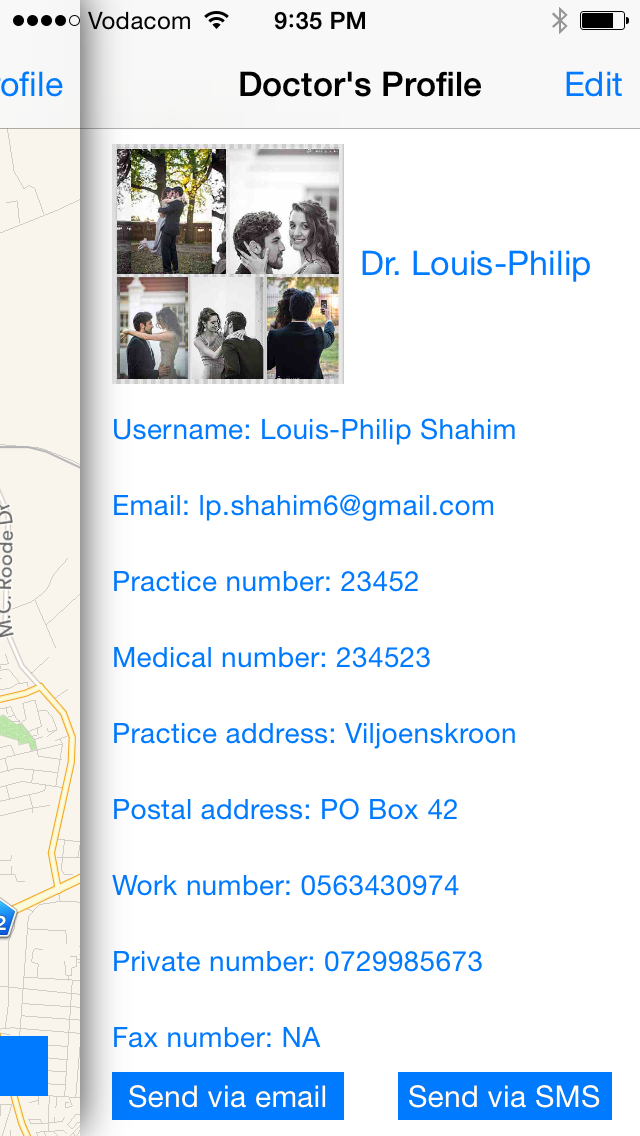 Vodacom 9:35 PM
ofile Doctor's Profile Edit
Dr. Louis-Philip
Username: Louis-Philip Shahim
Email: lp.shahim6@gmail.com
Practice number: 23452
M.C. Roode Dr
Medical number: 234523
Practice address: Viljoenskroon
Postal address: PO Box 42
Work number: 0563430974
2
Private number: 0729985673
Fax number: NA
Send via email Send via SMS